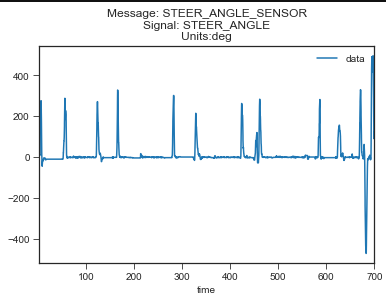 Message: STEER_ANGLE_SENSOR
Signal: STEER_ANGLE
Units:deg
data
400
200
0
−200
−400
100 200 300 400 500 600 700
time